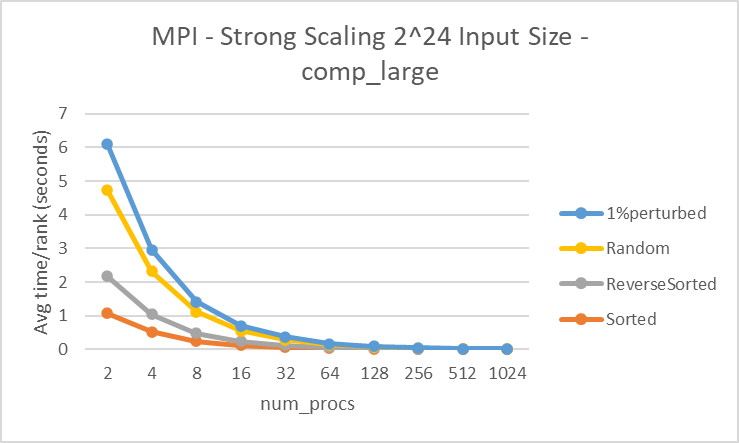 MPI - Strong Scaling 2^24 Input Size -
comp_large
Avg time/rank (seconds)
7
6
5
4
3
2
1
0
2 4 8 16 32 64 128 256 512 1024
num_procs
1%perturbed
Random
ReverseSorted
Sorted